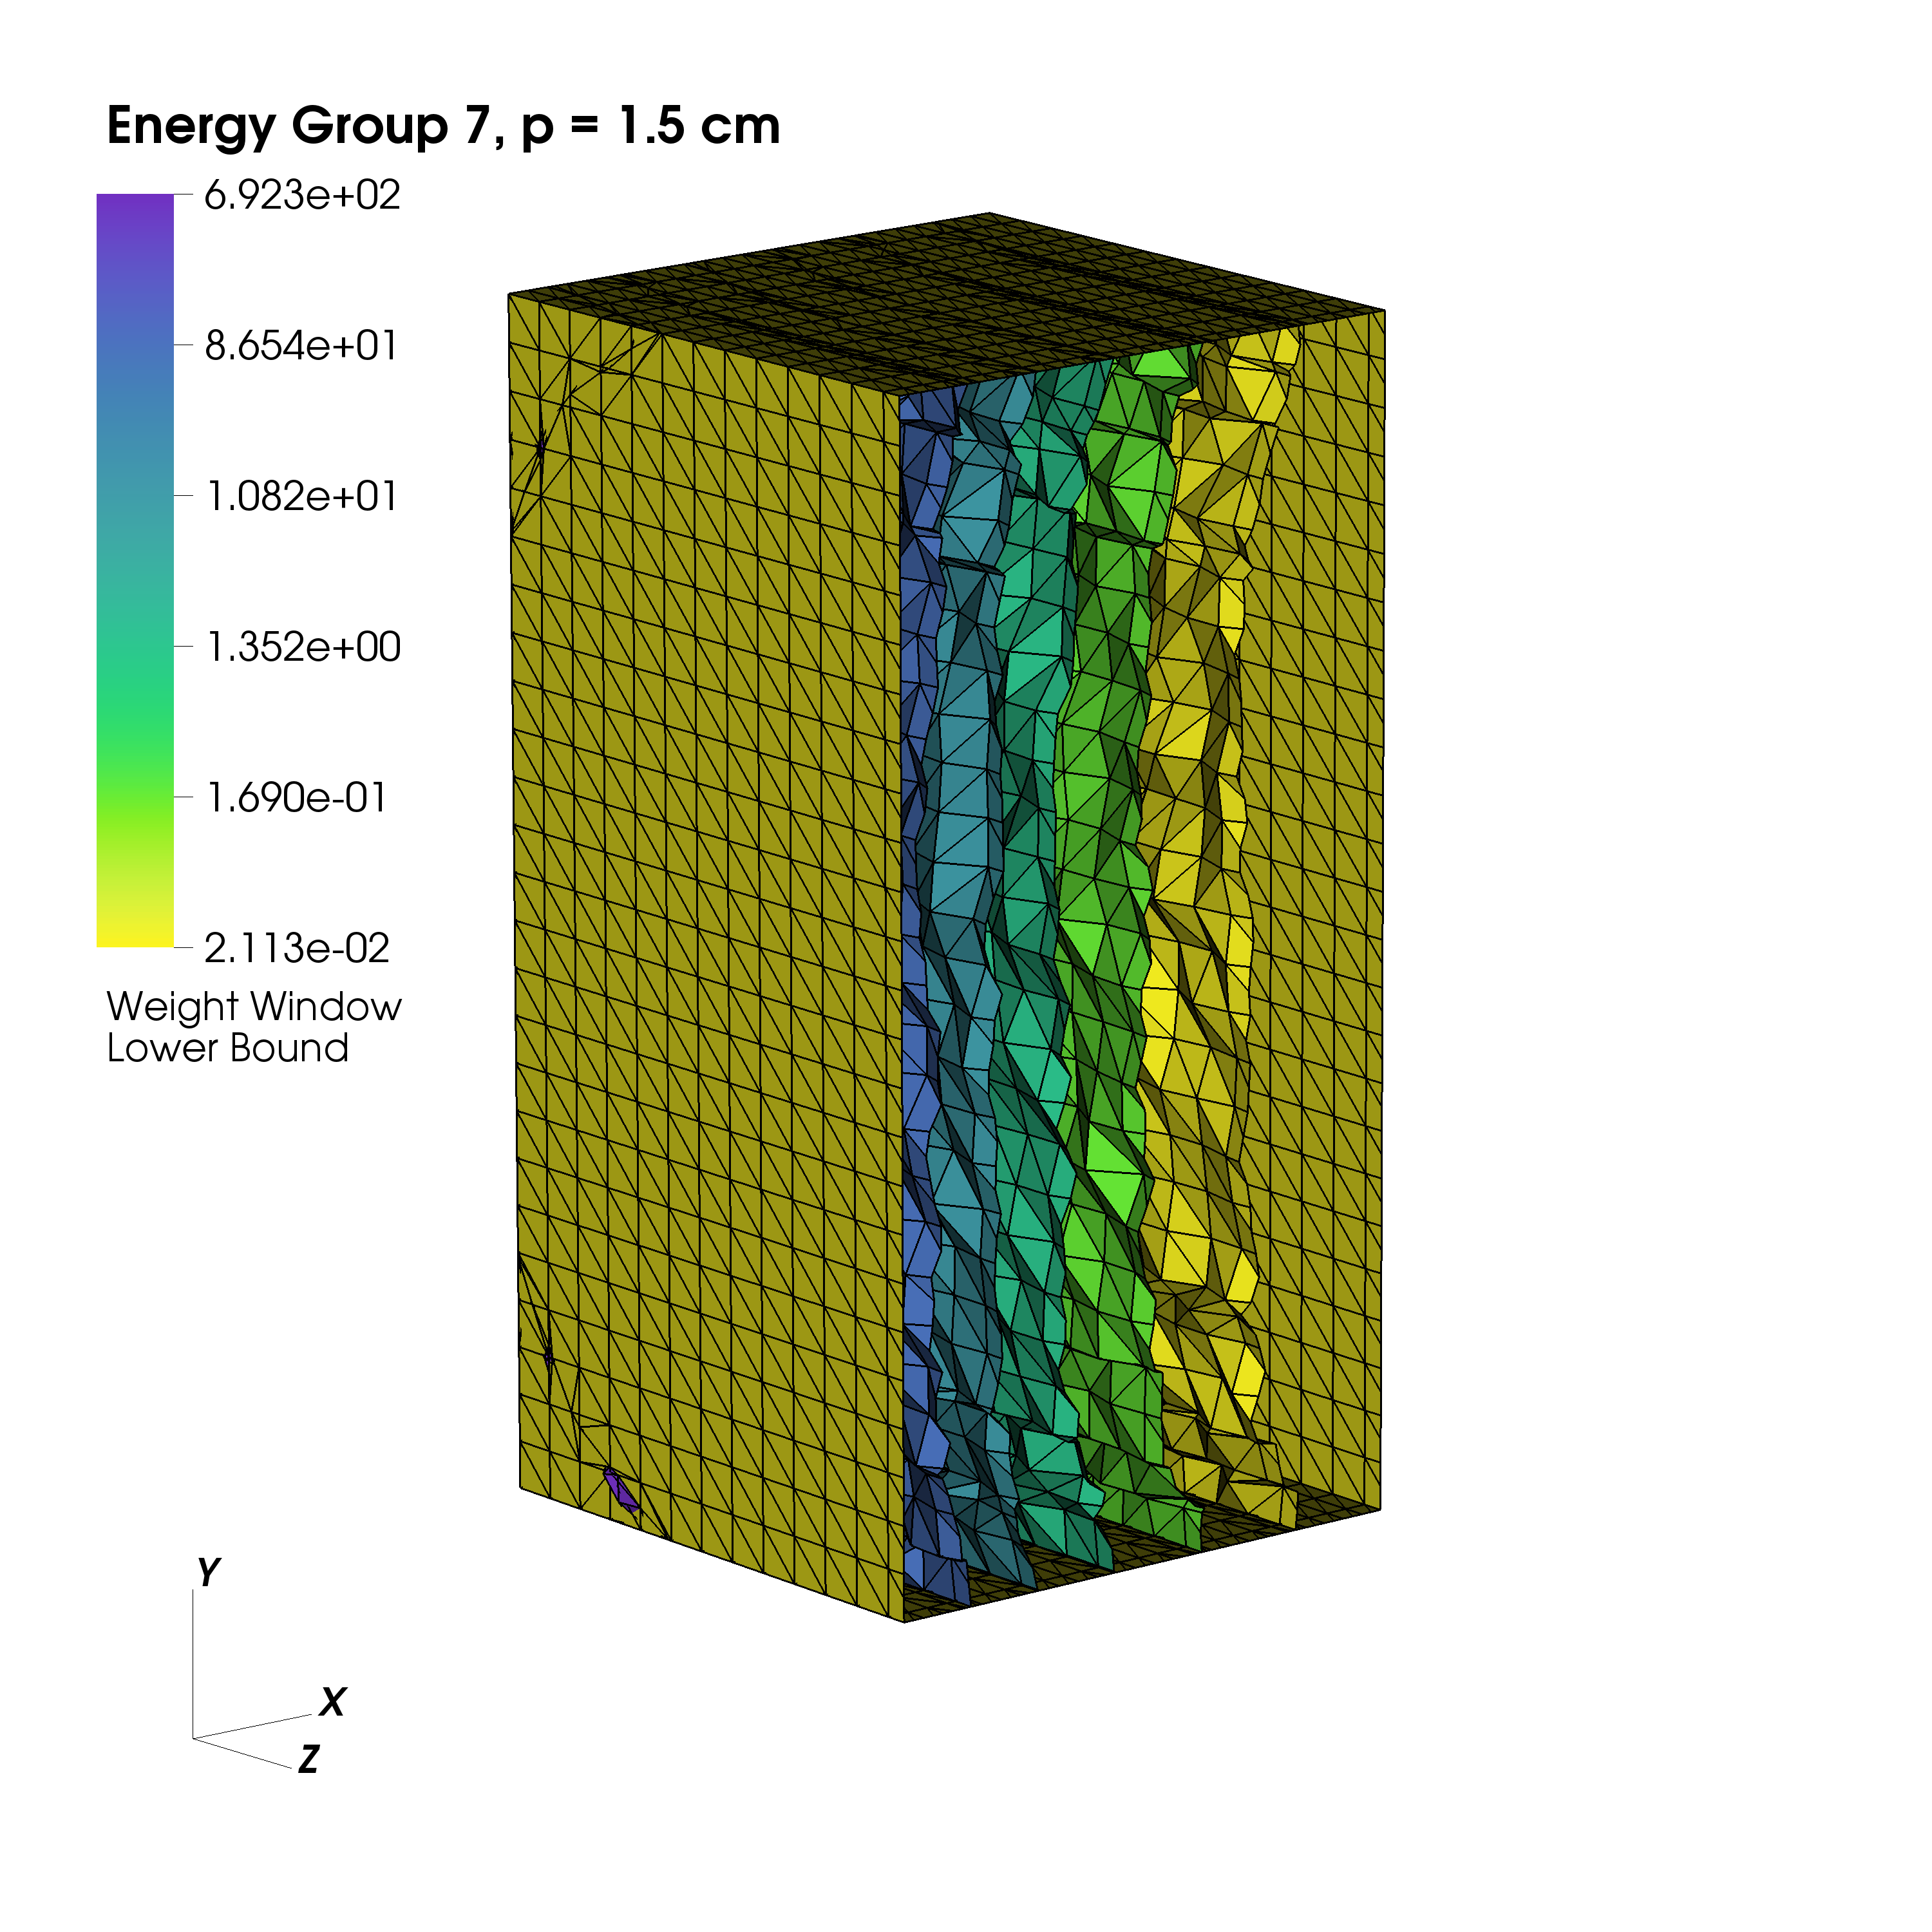 Energy Group 7, p = 1.5 cm
6.923e+02
8.654e+01
1.082e+01
1.352e+00
1.690e-01
2.113e-02
Weight Window
Lower Bound
Y
X
Z